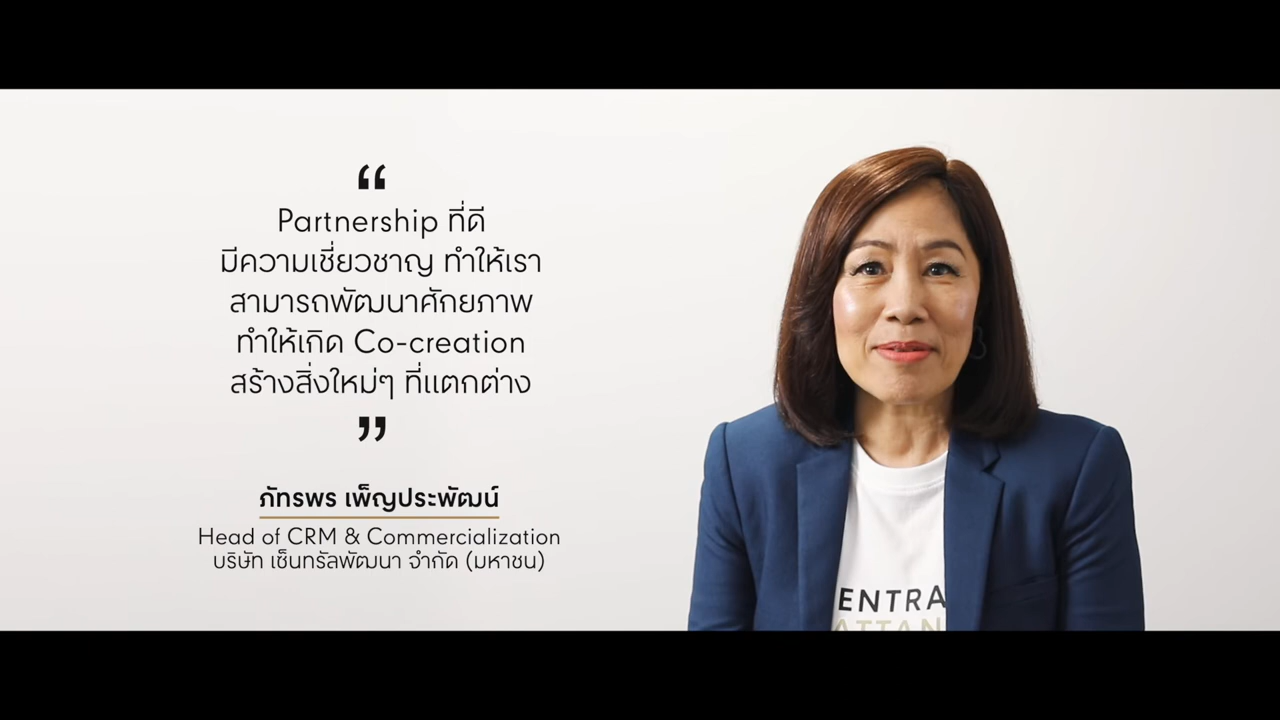 “
Partnership ที่ดี
มีความเชี่ยวชาญ ทำให้เรา
สามารถพัฒนาศักยภาพ
ทำให้เกิด Co-creation
สร้างสิ่งใหม่ๆ ที่แตกต่าง
”
ภัทรพร เพ็ญประพัฒน์
Head of CRM & Commercialization
บริษัท เซ็นทรัลพัฒนา จำกัด (มหาชน)
ENTRA
ATTAN